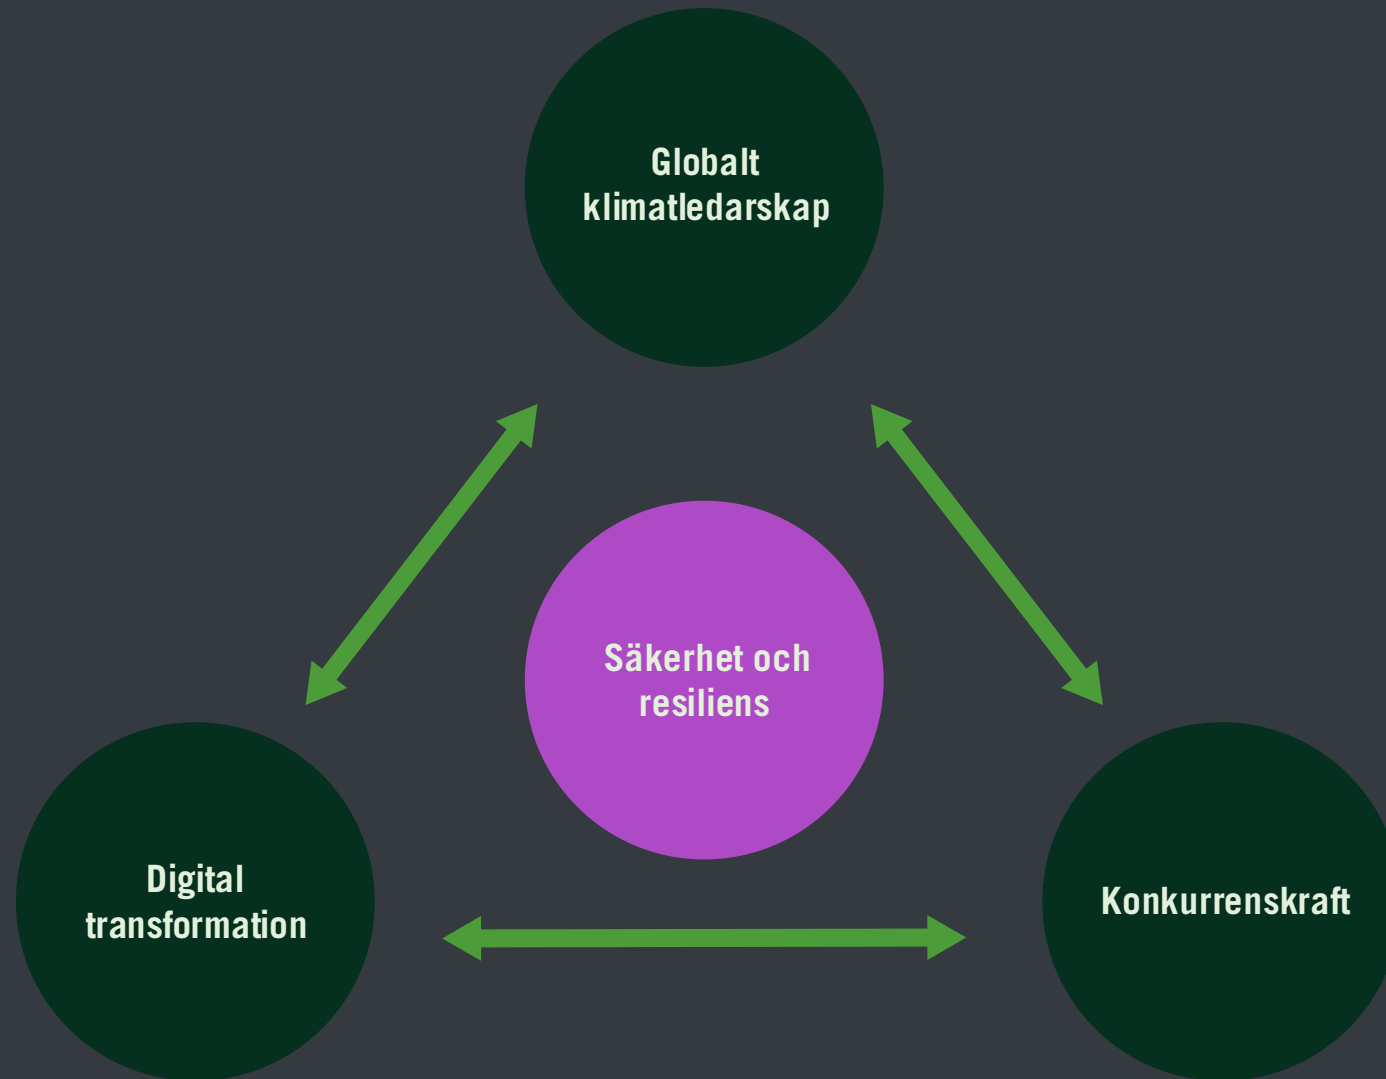 Globalt
klimatledarskap
Säkerhet och
resiliens
Digital
transformation
Konkurrenskraft